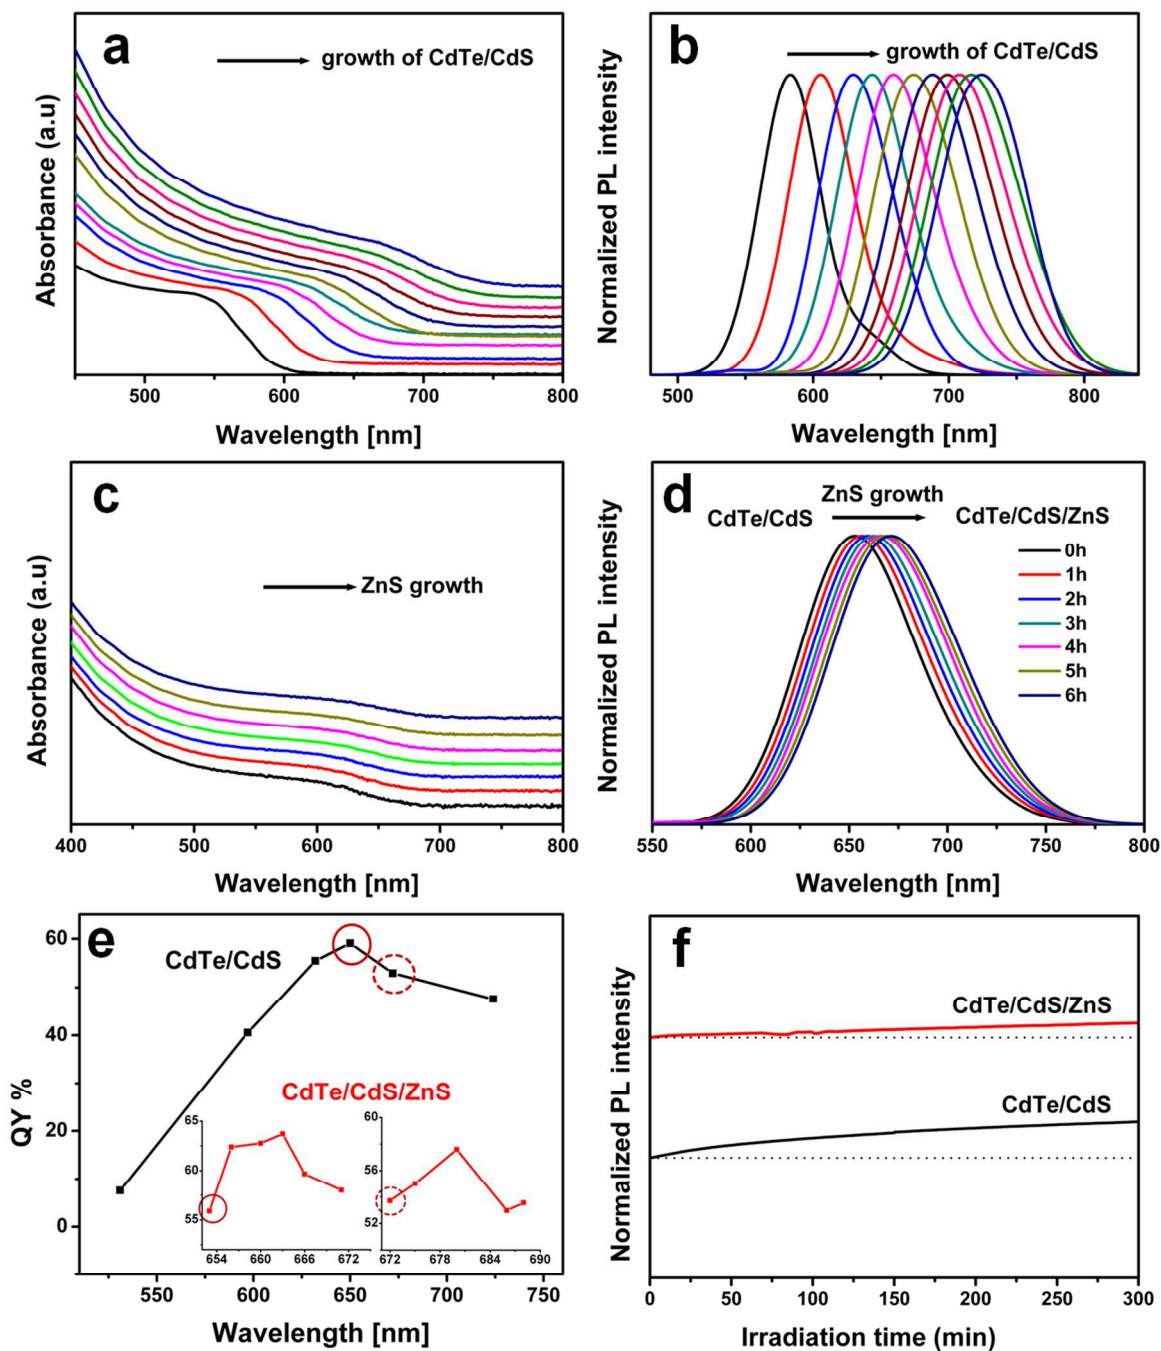 a
growth of CdTe/CdS
Absorbance (a.u)
500 600 700 800
Wavelength [nm]
b
growth of CdTe/CdS
Normalized PL intensity
500 600 700 800
Wavelength [nm]
c
ZnS growth
Absorbance (a.u)
400 500 600 700 800
Wavelength [nm]
d
ZnS growth
CdTe/CdS
CdTe/CdS/ZnS
0h
1h
2h
3h
4h
5h
6h
Normalized PL intensity
550 600 650 700 750 800
Wavelength [nm]
e
CdTe/CdS
QY %
60
40
20
0
CdTe/CdS/ZnS
65
60
55
654 660 666 672
60
56
52
672 678 684 690
550 600 650 700 750
Wavelength [nm]
f
CdTe/CdS/ZnS
CdTe/CdS
Normalized PL intensity
0 50 100 150 200 250 300
Irradiation time (min)